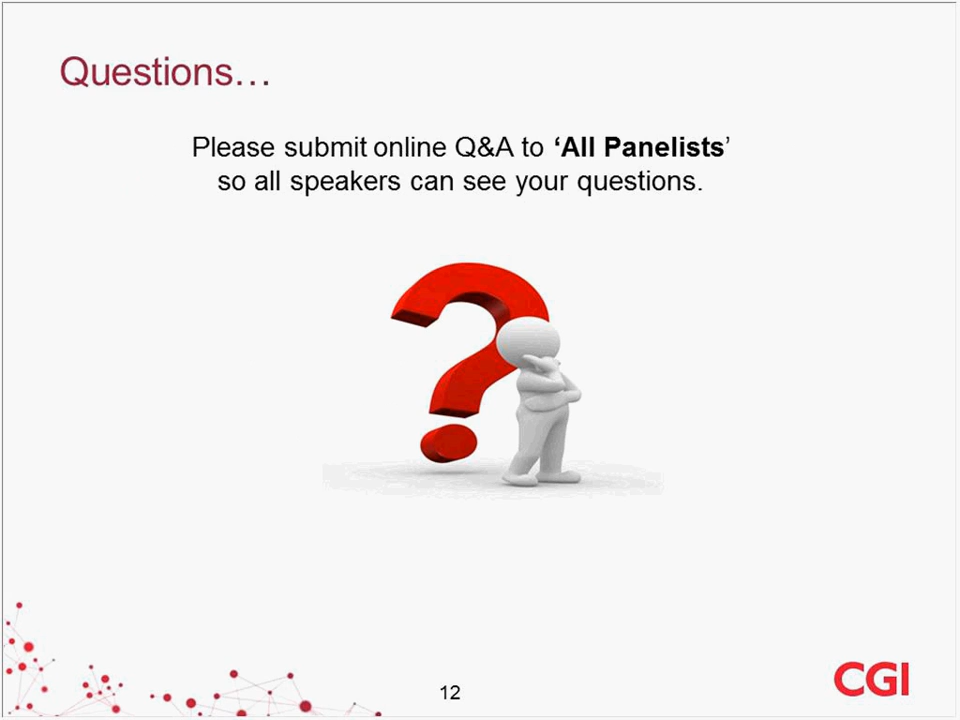 Questions…
Please submit online Q&A to ‘All Panelists’
so all speakers can see your questions.
12
CGI